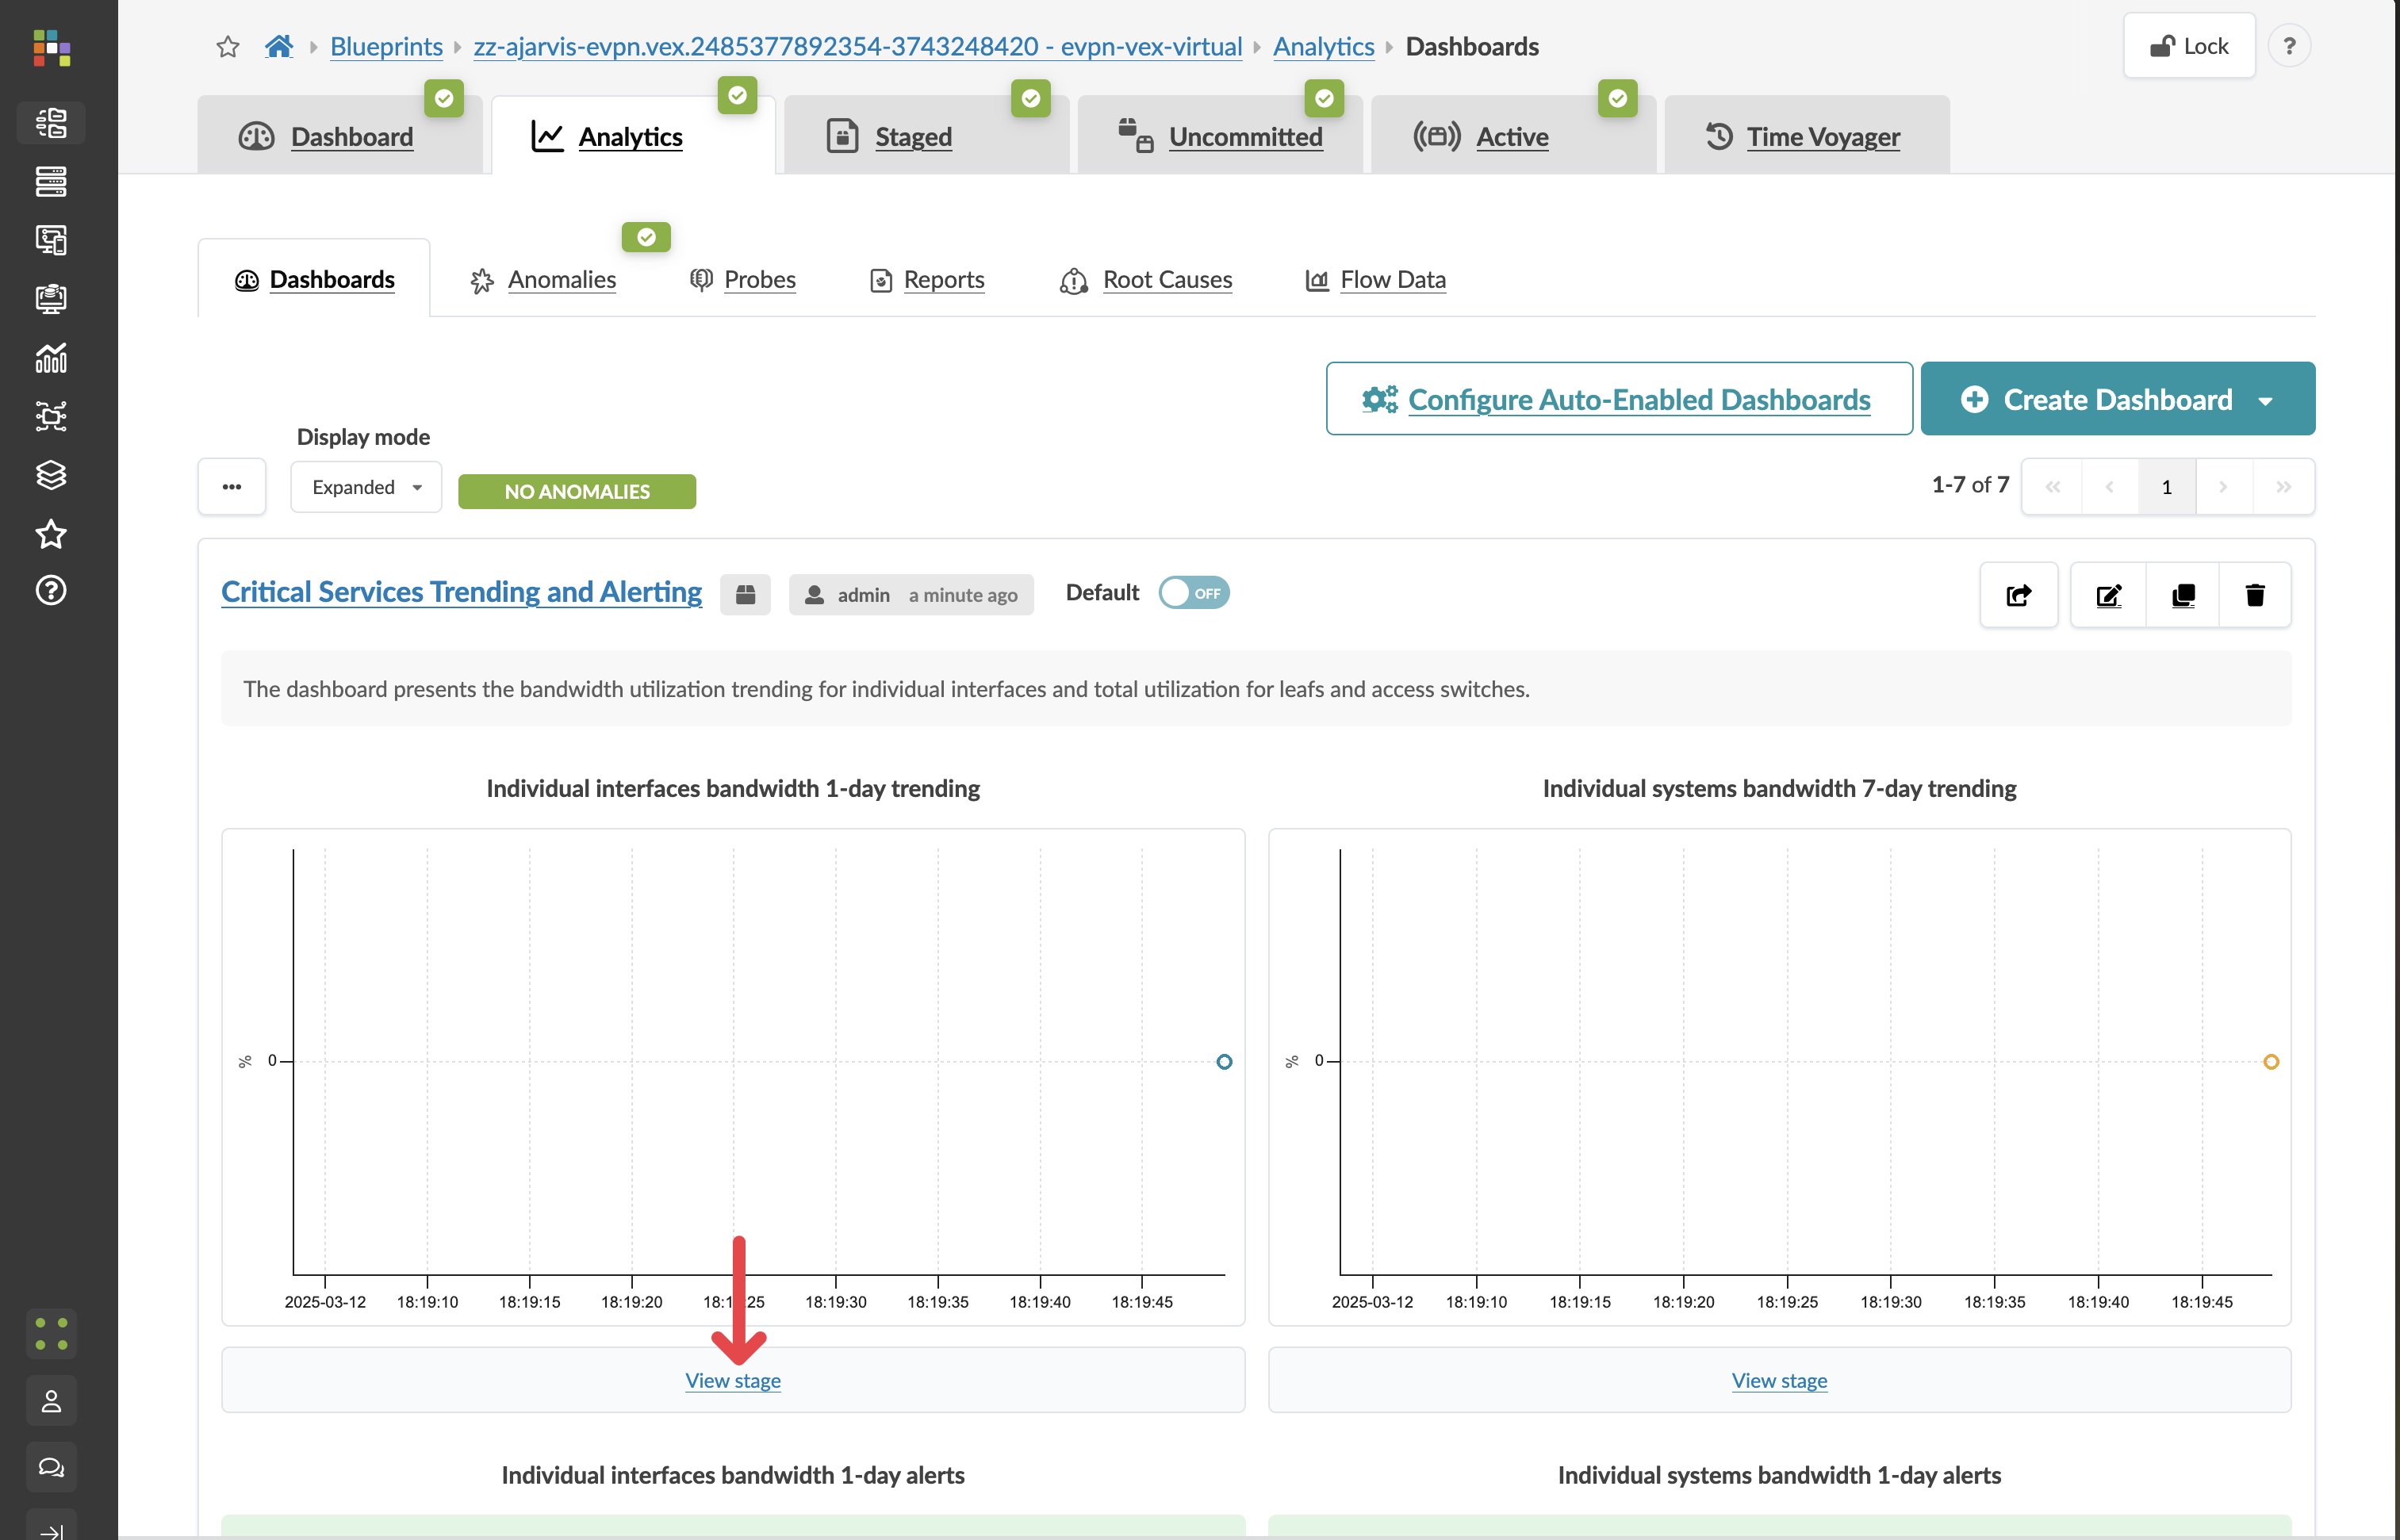 Blueprints
zz-ajarvis-evpn.vex.2485377892354-3743248420 - evpn-vex-virtual
Analytics
Dashboards
Lock
?
Dashboard
Analytics
Staged
Uncommitted
Active
Time Voyager
Dashboards
Anomalies
Probes
Reports
Root Causes
Flow Data
Configure Auto-Enabled Dashboards
Create Dashboard
Display mode
Expanded
NO ANOMALIES
1-7 of 7
1
Critical Services Trending and Alerting
admin a minute ago
Default
OFF
The dashboard presents the bandwidth utilization trending for individual interfaces and total utilization for leafs and access switches.
Individual interfaces bandwidth 1-day trending
% 0
2025-03-12 18:19:10 18:19:15 18:19:20 18:19:25 18:19:30 18:19:35 18:19:40 18:19:45
View stage
Individual systems bandwidth 7-day trending
% 0
2025-03-12 18:19:10 18:19:15 18:19:20 18:19:25 18:19:30 18:19:35 18:19:40 18:19:45
View stage
Individual interfaces bandwidth 1-day alerts
Individual systems bandwidth 1-day alerts